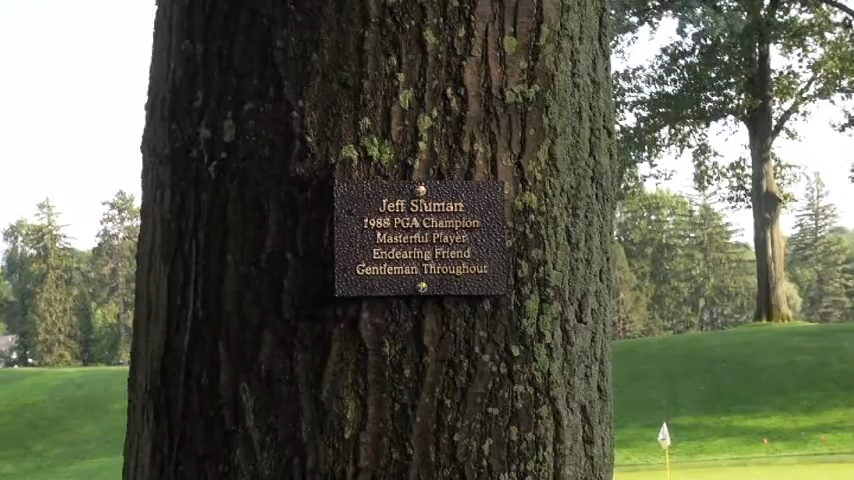 Jeff Sluman
1988 PGA Champion
Masterful Player
Endearing Friend
Gentleman Throughout